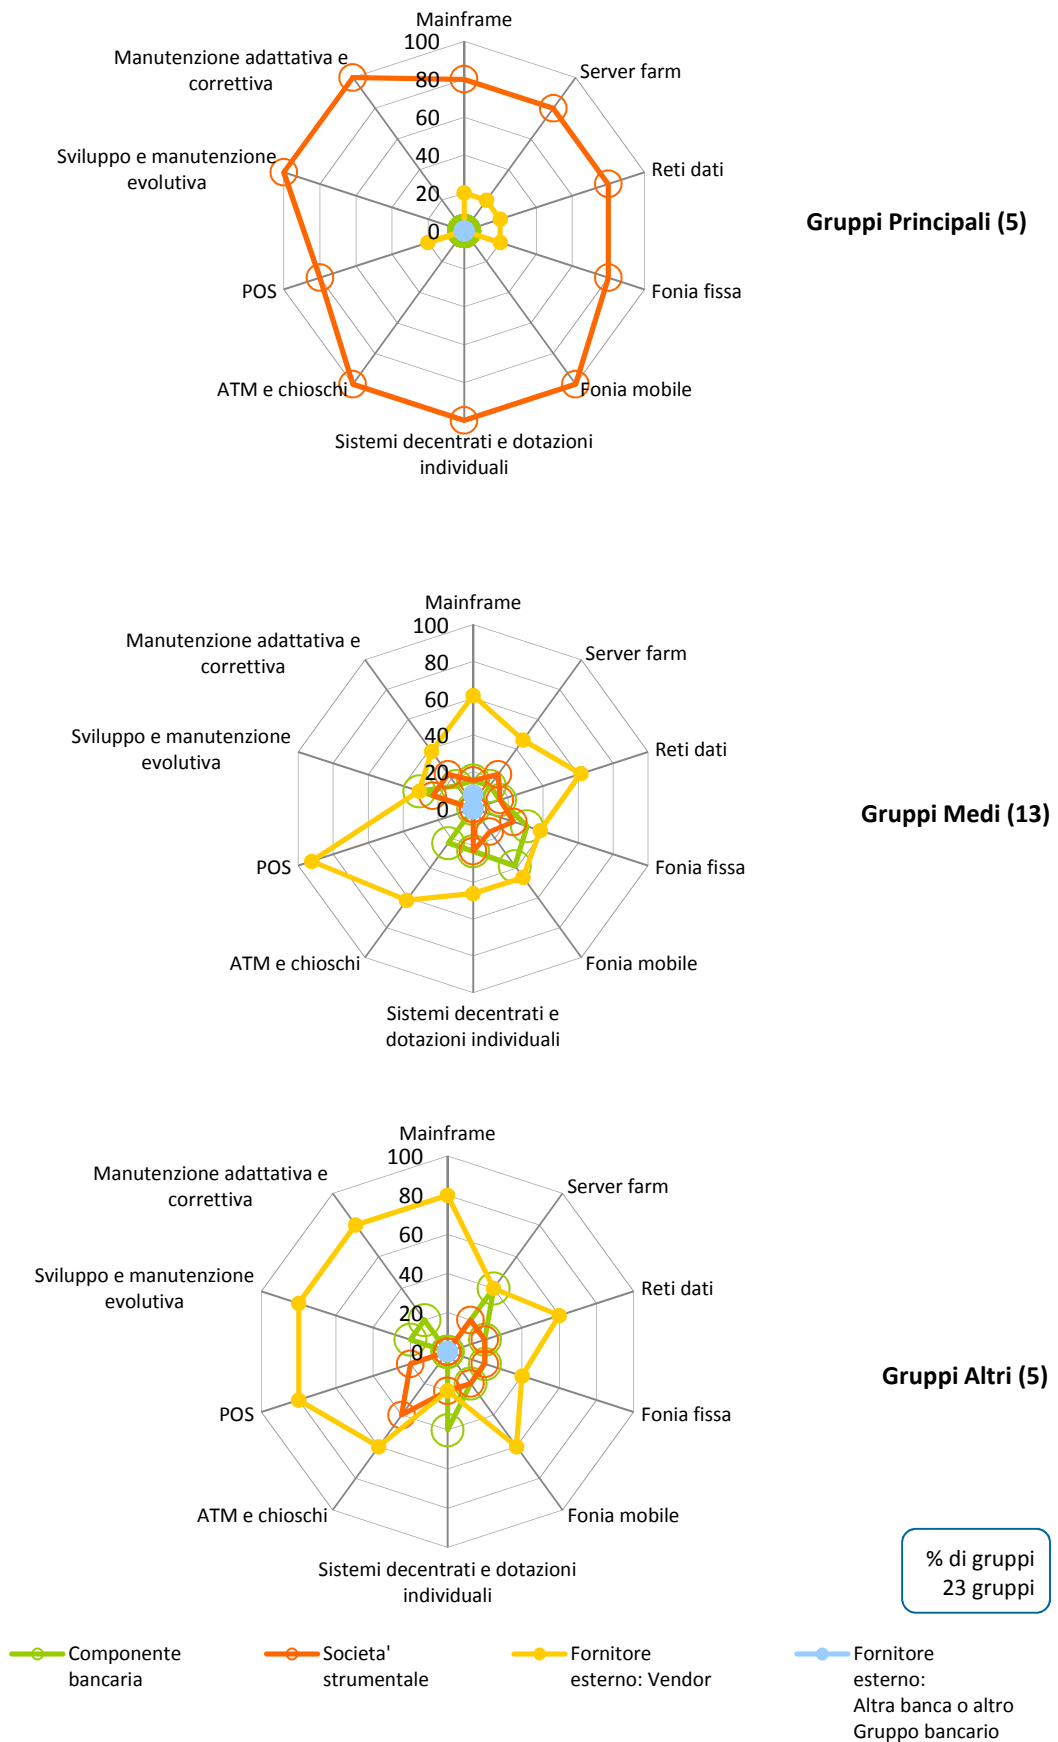 Mainframe
100
80
60
40
20
0
Manutenzione adattativa e
correttiva
Server farm
Sviluppo e manutenzione
evolutiva
Reti dati
Gruppi Principali (5)
POS
Fonia fissa
ATM e chioschi
Fonia mobile
Sistemi decentrati e dotazioni
individuali
Mainframe
100
80
60
40
20
0
Manutenzione adattativa e
correttiva
Server farm
Sviluppo e manutenzione
evolutiva
Reti dati
Gruppi Medi (13)
POS
Fonia fissa
ATM e chioschi
Fonia mobile
Sistemi decentrati e
dotazioni individuali
Mainframe
100
80
60
40
20
0
Manutenzione adattativa e
correttiva
Server farm
Sviluppo e manutenzione
evolutiva
Reti dati
Gruppi Altri (5)
POS
Fonia fissa
ATM e chioschi
Fonia mobile
Sistemi decentrati e dotazioni
individuali
% di gruppi
23 gruppi
Componente
bancaria
Societa'
strumentale
Fornitore
esterno: Vendor
Fornitore
esterno:
Altra banca o altro
Gruppo bancario